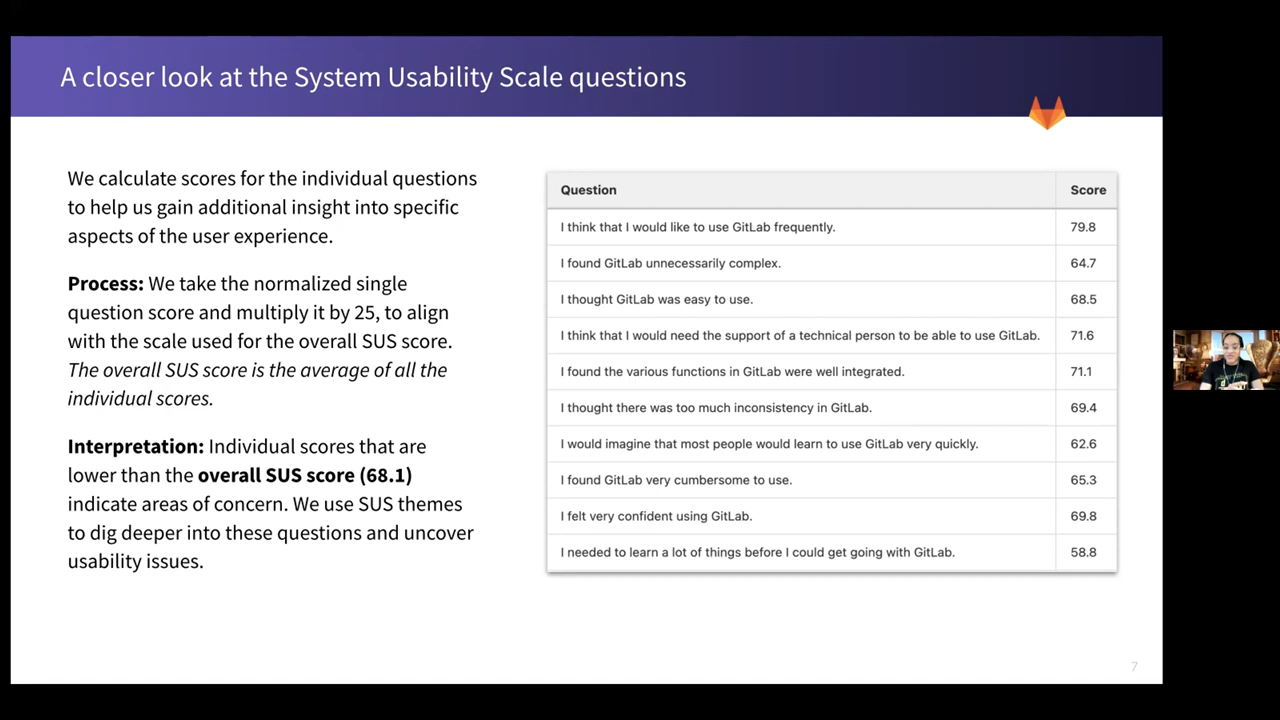 A closer look at the System Usability Scale questions
We calculate scores for the individual questions
to help us gain additional insight into specific
aspects of the user experience.
Process: We take the normalized single
question score and multiply it by 25, to align
with the scale used for the overall SUS score.
The overall SUS score is the average of all the
individual scores.
Interpretation: Individual scores that are
lower than the overall SUS score (68.1)
indicate areas of concern. We use SUS themes
to dig deeper into these questions and uncover
usability issues.
Question Score
I think that I would like to use GitLab frequently. 79.8
I found GitLab unnecessarily complex. 64.7
I thought GitLab was easy to use. 68.5
I think that I would need the support of a technical person to be able to use GitLab. 71.6
I found the various functions in GitLab were well integrated. 71.1
I thought there was too much inconsistency in GitLab. 69.4
I would imagine that most people would learn to use GitLab very quickly. 62.6
I found GitLab very cumbersome to use. 65.3
I felt very confident using GitLab. 69.8
I needed to learn a lot of things before I could get going with GitLab. 58.8
7